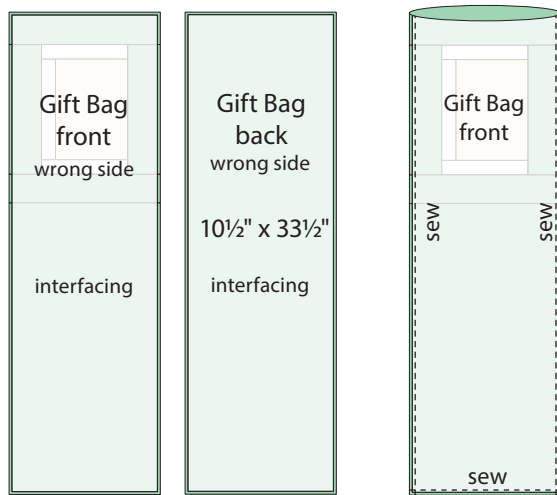 Gift Bag
front
wrong side
interfacing
Gift Bag
back
wrong side
10½" x 33½"
interfacing
Gift Bag
front
sew
sew
sew